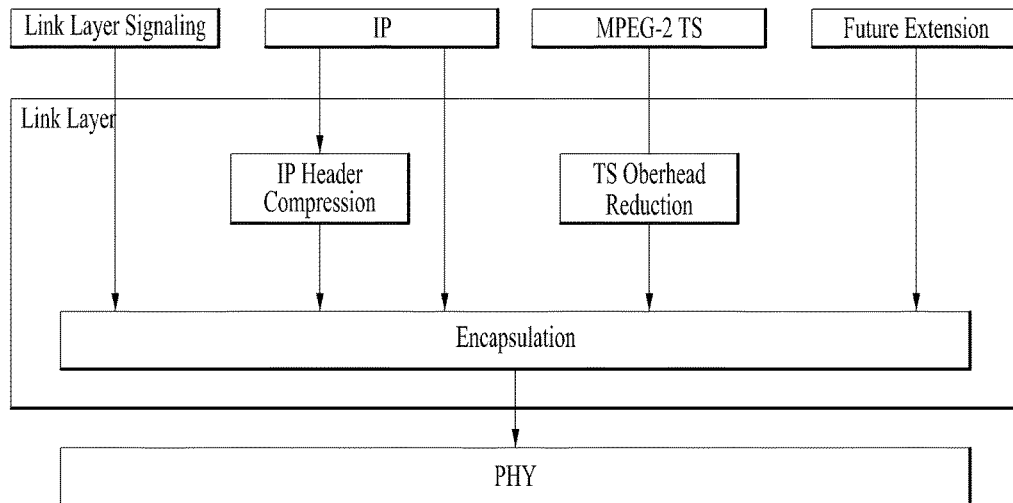 Link Layer Signaling
IP
MPEG-2 TS
Future Extension
Link Layer
IP Header
Compression
TS Oberhead
Reduction
Encapsulation
PHY